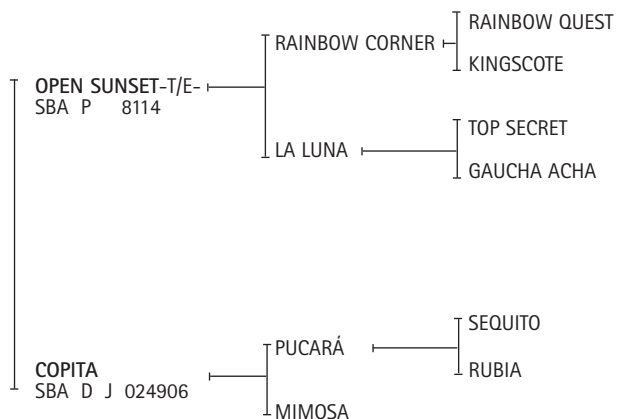 RAINBOW QUEST
RAINBOW CORNER
KINGSCOTE
OPEN SUNSET-T/E-
SBA P 8114
TOP SECRET
LA LUNA
GAUCHA ACHA
SEQUITO
PUCARÁ
RUBIA
COPITA
SBA D J 024906
MIMOSA